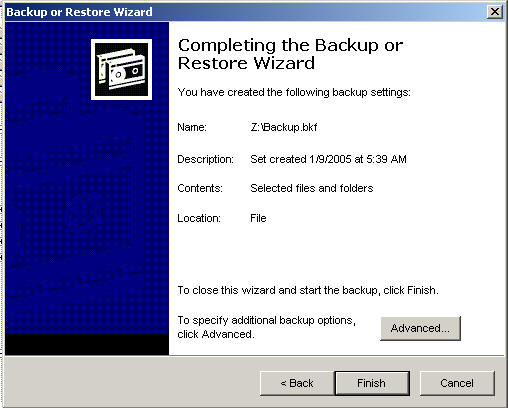 Backup or Restore Wizard
Completing the Backup or
Restore Wizard
You have created the following backup settings:
Name: Z:\Backup.bkf
Description: Set created 1/9/2005 at 5:39 AM
Contents: Selected files and folders
Location: File
To close this wizard and start the backup, click Finish.
To specify additional backup options,
click Advanced.
Advanced...
< Back
Finish
Cancel